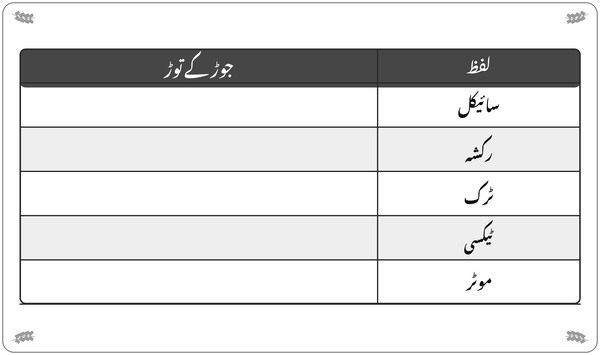 لفظ جوڑ کے توڑ
سائیکل
رکشہ
ٹرک
ٹیکسی
موٹر